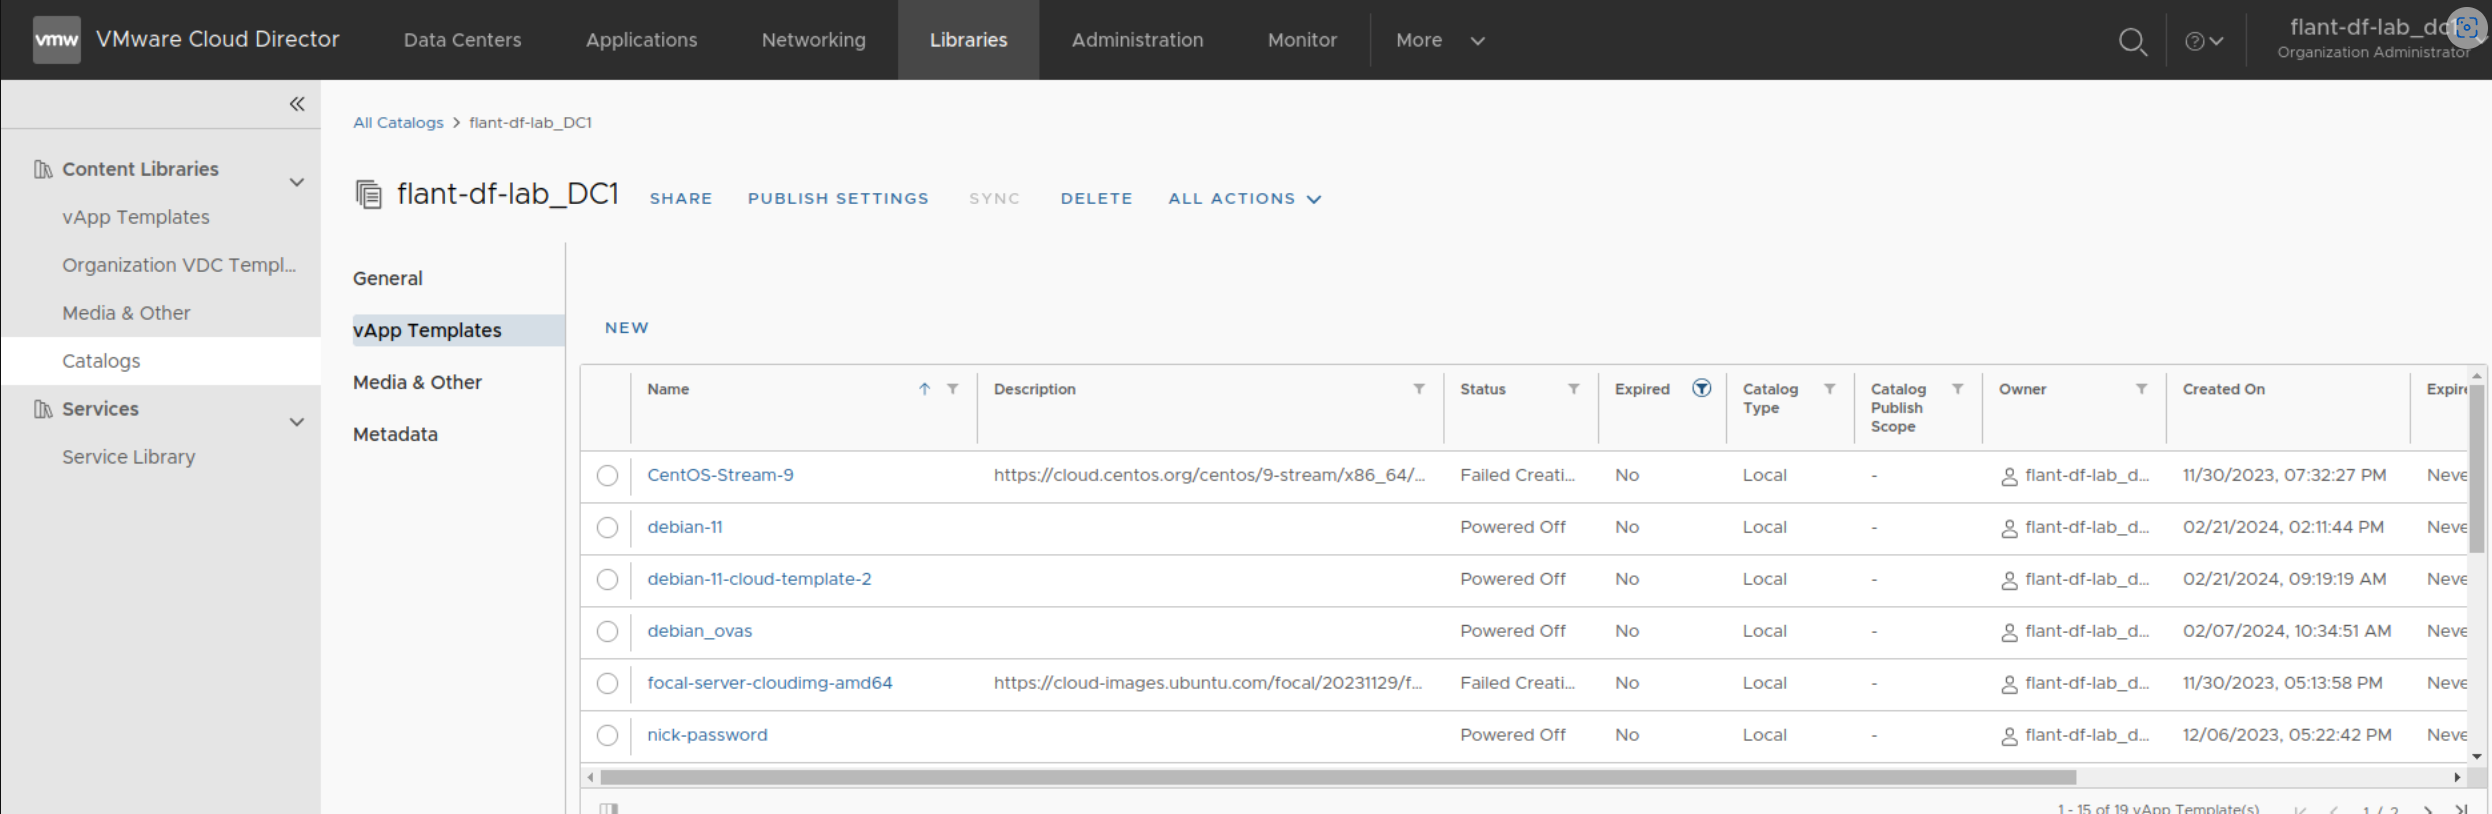 vmw VMware Cloud Director Data Centers Applications Networking Libraries Administration Monitor More flant-df-lab_dc1
Organization Administrator
All Catalogs > flant-df-lab_DC1
Content Libraries
vApp Templates
Organization VDC Templ...
Media & Other
Catalogs
Services
Service Library
flant-df-lab_DC1 SHARE PUBLISH SETTINGS SYNC DELETE ALL ACTIONS
General
vApp Templates
Media & Other
Metadata
NEW
Name Description Status Expired Catalog Type Catalog Publish Scope Owner Created On Expire
CentOS-Stream-9 https://cloud.centos.org/centos/9-stream/x86_64/... Failed Creati... No Local - flant-df-lab_d... 11/30/2023, 07:32:27 PM Neve
debian-11 Powered Off No Local - flant-df-lab_d... 02/21/2024, 02:11:44 PM Neve
debian-11-cloud-template-2 Powered Off No Local - flant-df-lab_d... 02/21/2024, 09:19:19 AM Neve
debian_ovas Powered Off No Local - flant-df-lab_d... 02/07/2024, 10:34:51 AM Neve
focal-server-cloudimg-amd64 https://cloud-images.ubuntu.com/focal/20231129/f... Failed Creati... No Local - flant-df-lab_d... 11/30/2023, 05:13:58 PM Neve
nick-password Powered Off No Local - flant-df-lab_d... 12/06/2023, 05:22:42 PM Neve
1 - 15 of 19 vApp Template(s) 1 / 2